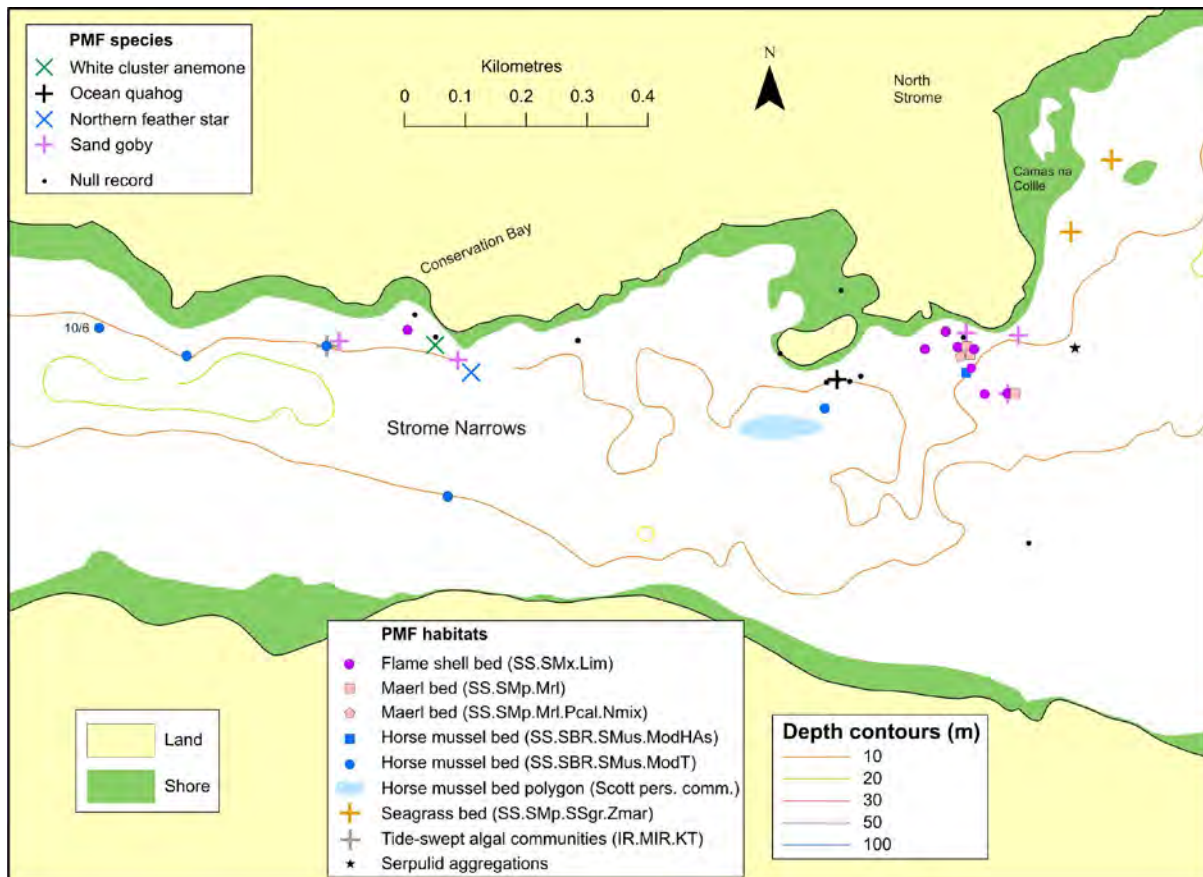 PMF species
White cluster anemone
Ocean quahog
Northern feather star
Sand goby
Null record
Kilometres
0 0.1 0.2 0.3 0.4
N
North
Strome
Camas na
Coille
Conservation Bay
10/6
Strome Narrows
PMF habitats
Flame shell bed (SS.SMx.Lim)
Maerl bed (SS.SMp.Mrl)
Maerl bed (SS.SMp.Mrl.Pcal.Nmix)
Horse mussel bed (SS.SBR.SMus.ModHAs)
Horse mussel bed (SS.SBR.SMus.ModT)
Horse mussel bed polygon (Scott pers. comm.)
Seagrass bed (SS.SMp.SSgr.Zmar)
Tide-swept algal communities (IR.MIR.KT)
Serpulid aggregations
Land
Shore
Depth contours (m)
10
20
30
50
100